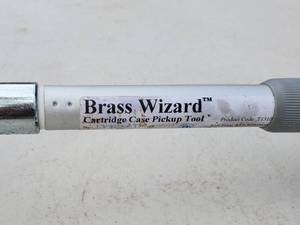 Brass Wizard™
Cartridge Case Pickup Tool
Product Code